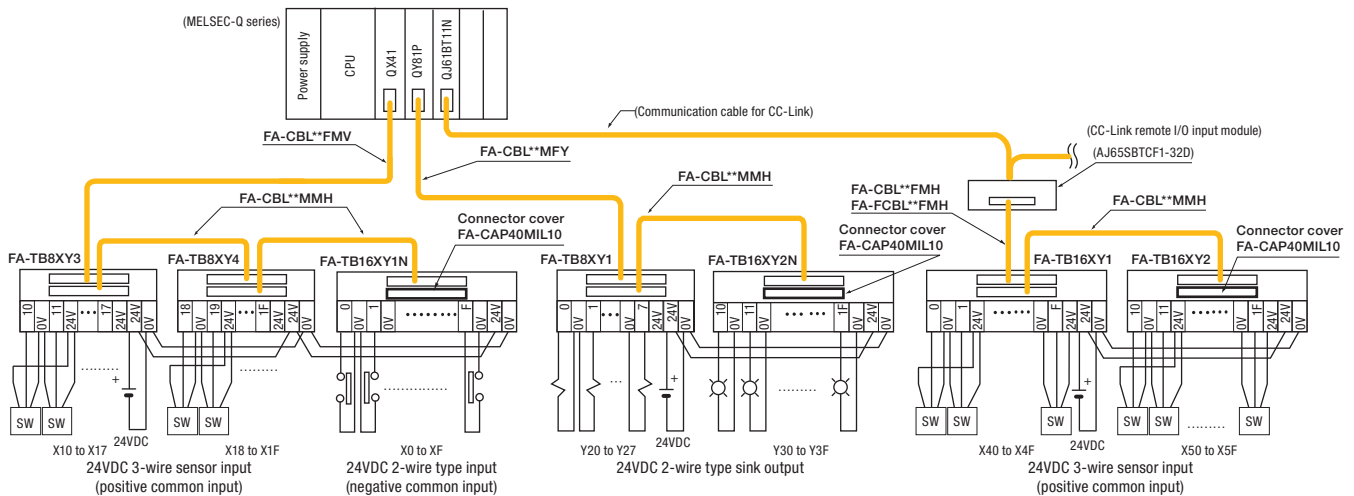 (MELSEC-Q series)
Power supply
CPU
QX41
QY81P
QJ61BT11N
(Communication cable for CC-Link)
(CC-Link remote I/O input module)
(AJ65SBTCF1-32D)
FA-CBL**FMV
FA-CBL**MFY
FA-CBL**MMH
FA-CBL**MMH
FA-CBL**FMH
FA-FCBL**FMH
FA-CBL**MMH
Connector cover
FA-CAP40MIL10
Connector cover
FA-CAP40MIL10
Connector cover
FA-CAP40MIL10
FA-TB8XY3
FA-TB8XY4
FA-TB16XY1N
FA-TB8XY1
FA-TB16XY2N
FA-TB16XY1
FA-TB16XY2
10 0V 11 24V ···· 17 24V 24V 0V
18 0V 19 24V ···· 1F 24V 24V 0V
0 0V 1 ······· 0V F 0V 24V 0V
0 0V 1 ···· 0V 7 24V 24V 0V
10 0V 11 0V ······ 1F 0V 24V 0V
0 0V 1 24V ······ 0V F 24V 24V 0V
10 0V 11 24V ······ 0V 1F 24V 24V 0V
......... + ......... .............. ... + ............ ......... + .........
SW SW SW SW SW SW SW SW SW SW
24VDC
24VDC
24VDC
X10 to X17
X18 to X1F
X0 to XF
Y20 to Y27
Y30 to Y3F
X40 to X4F
X50 to X5F
24VDC 3-wire sensor input
(positive common input)
24VDC 2-wire type input
(negative common input)
24VDC 2-wire type sink output
24VDC 3-wire sensor input
(positive common input)